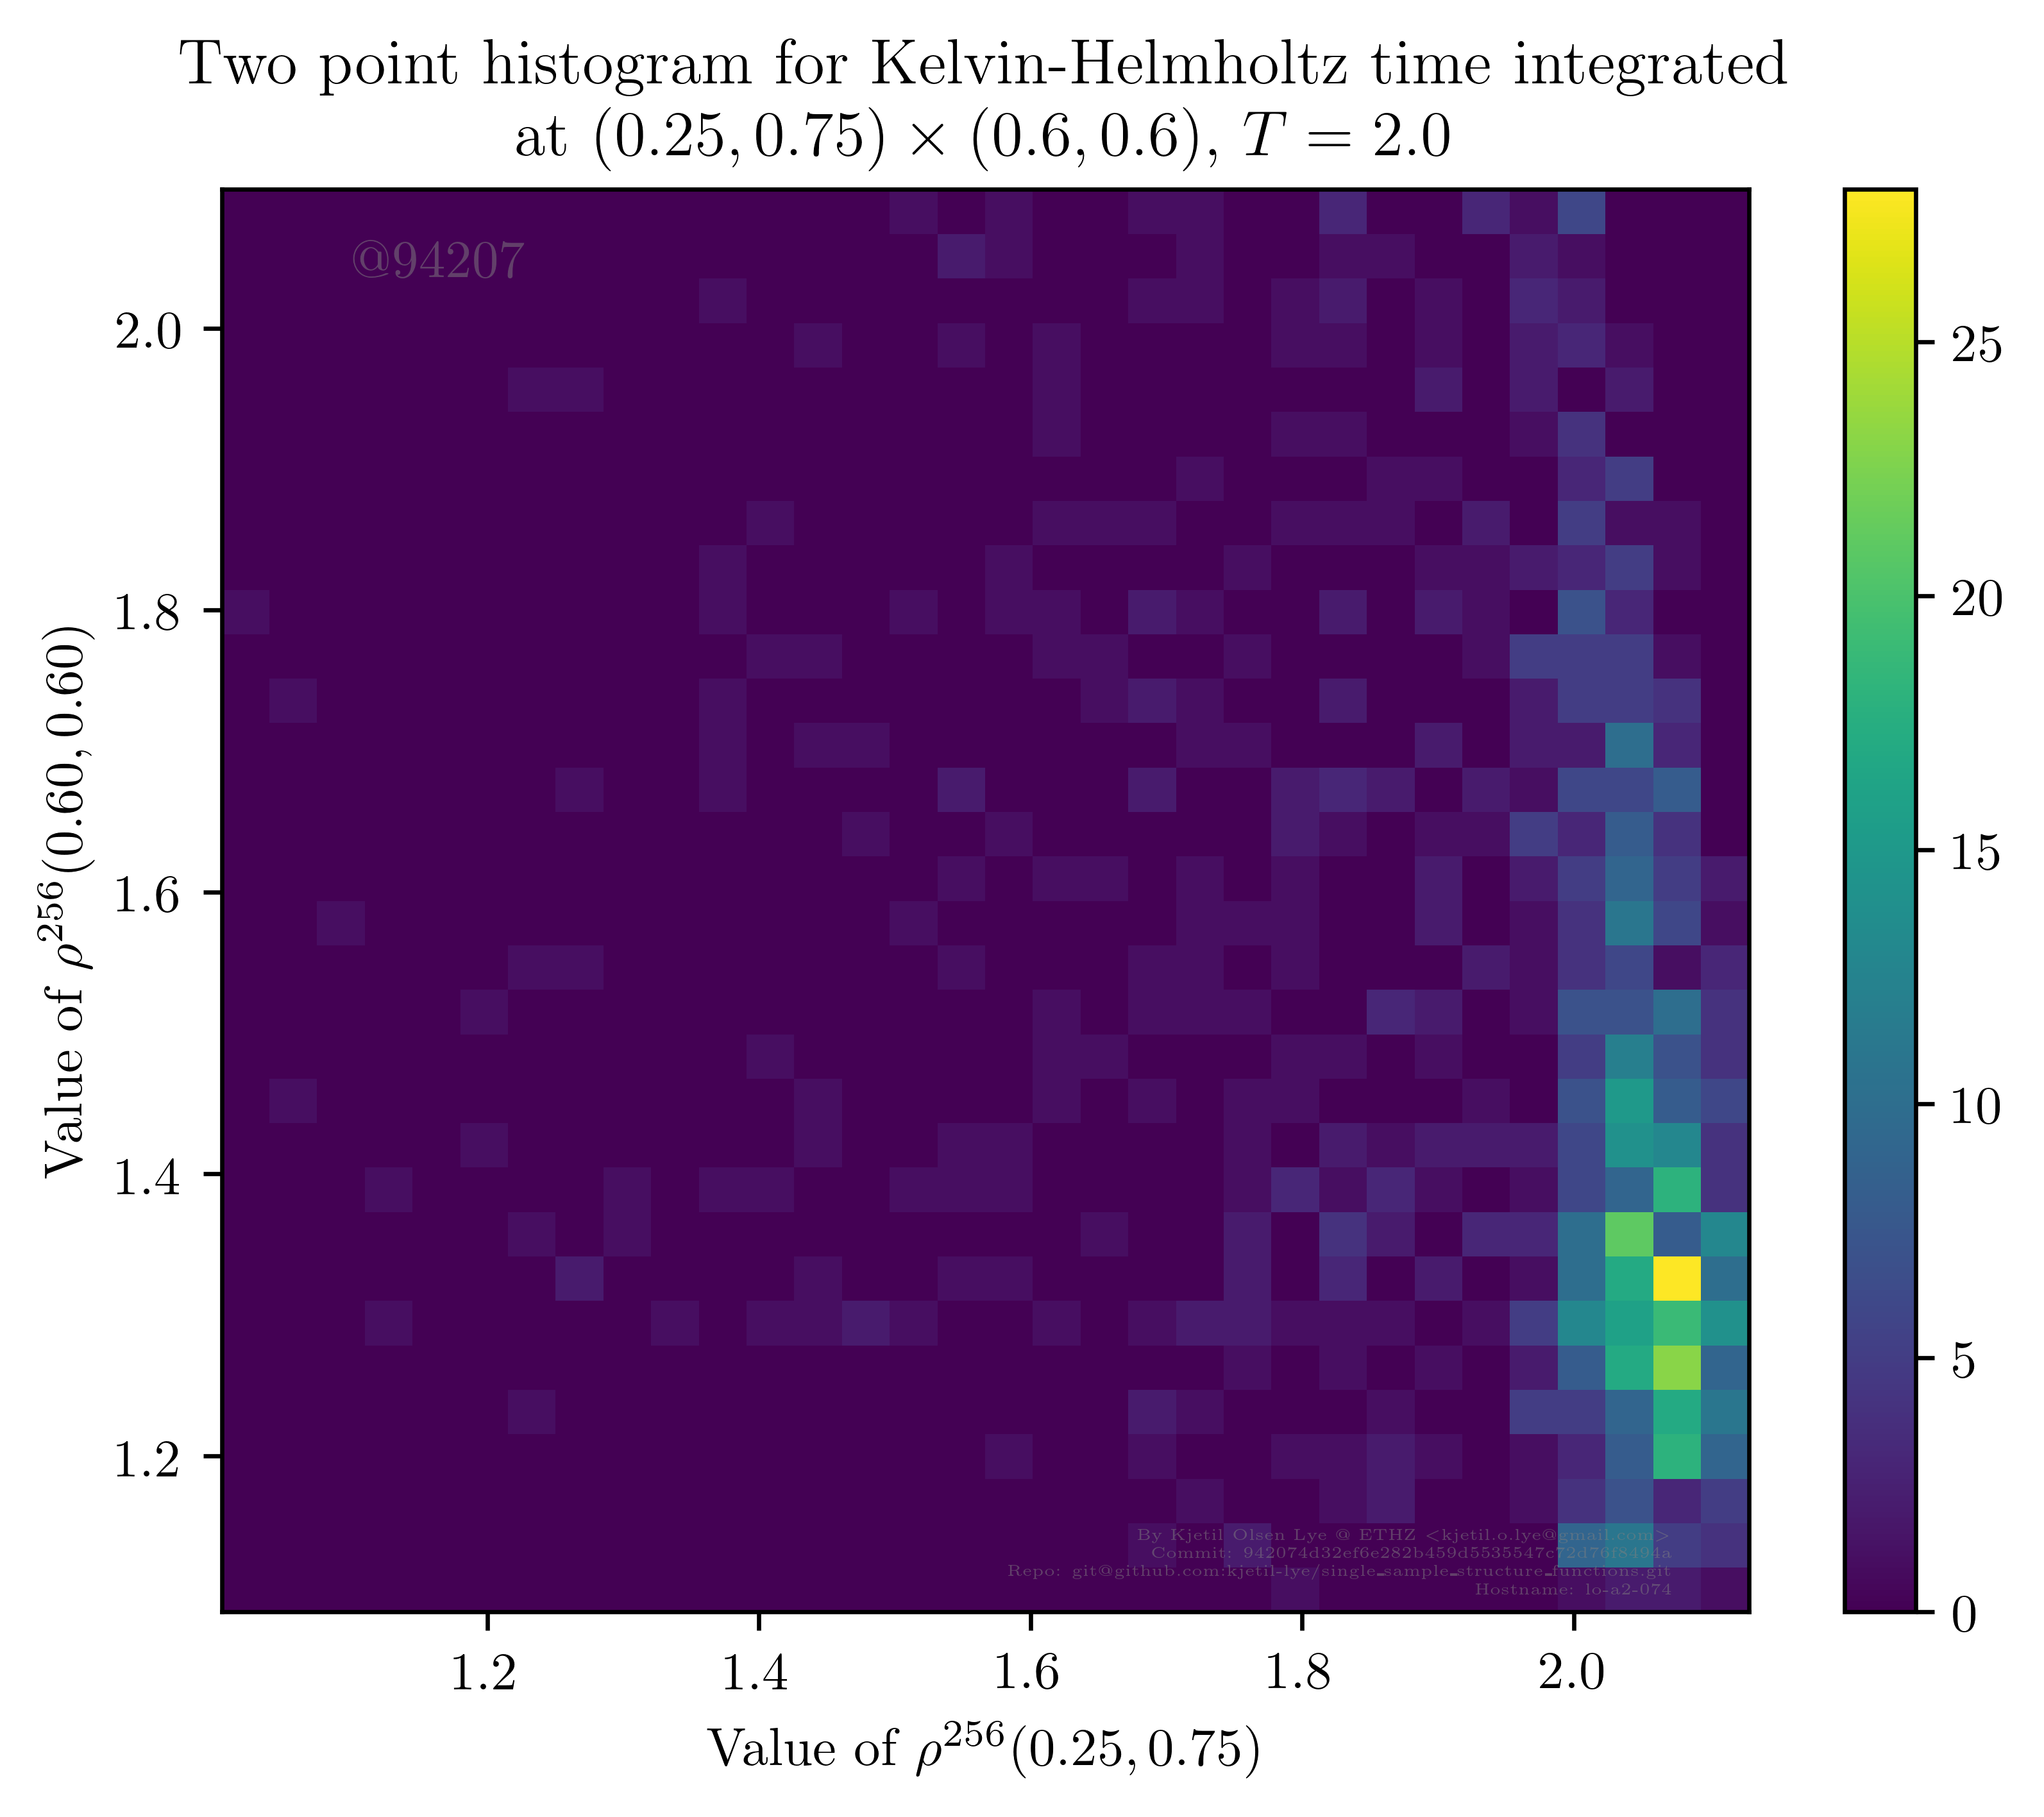 Two point histogram for Kelvin-Helmholtz time integrated
at (0.25, 0.75) × (0.6, 0.6), T = 2.0
@94207
2.0
1.8
1.6
1.4
1.2
Value of ρ²⁵⁶(0.60, 0.60)
1.2
1.4
1.6
1.8
2.0
Value of ρ²⁵⁶(0.25, 0.75)
25
20
15
10
5
0
By Kjetil Olsen Lye @ ETHZ <kjetil.o.lye@gmail.com>
Commit: 942074d32ef6e282b459d5535547c72d76f8494a
Repo: git@github.com:kjetil-lye/single_sample_structure_functions.git
Hostname: lo-a2-074